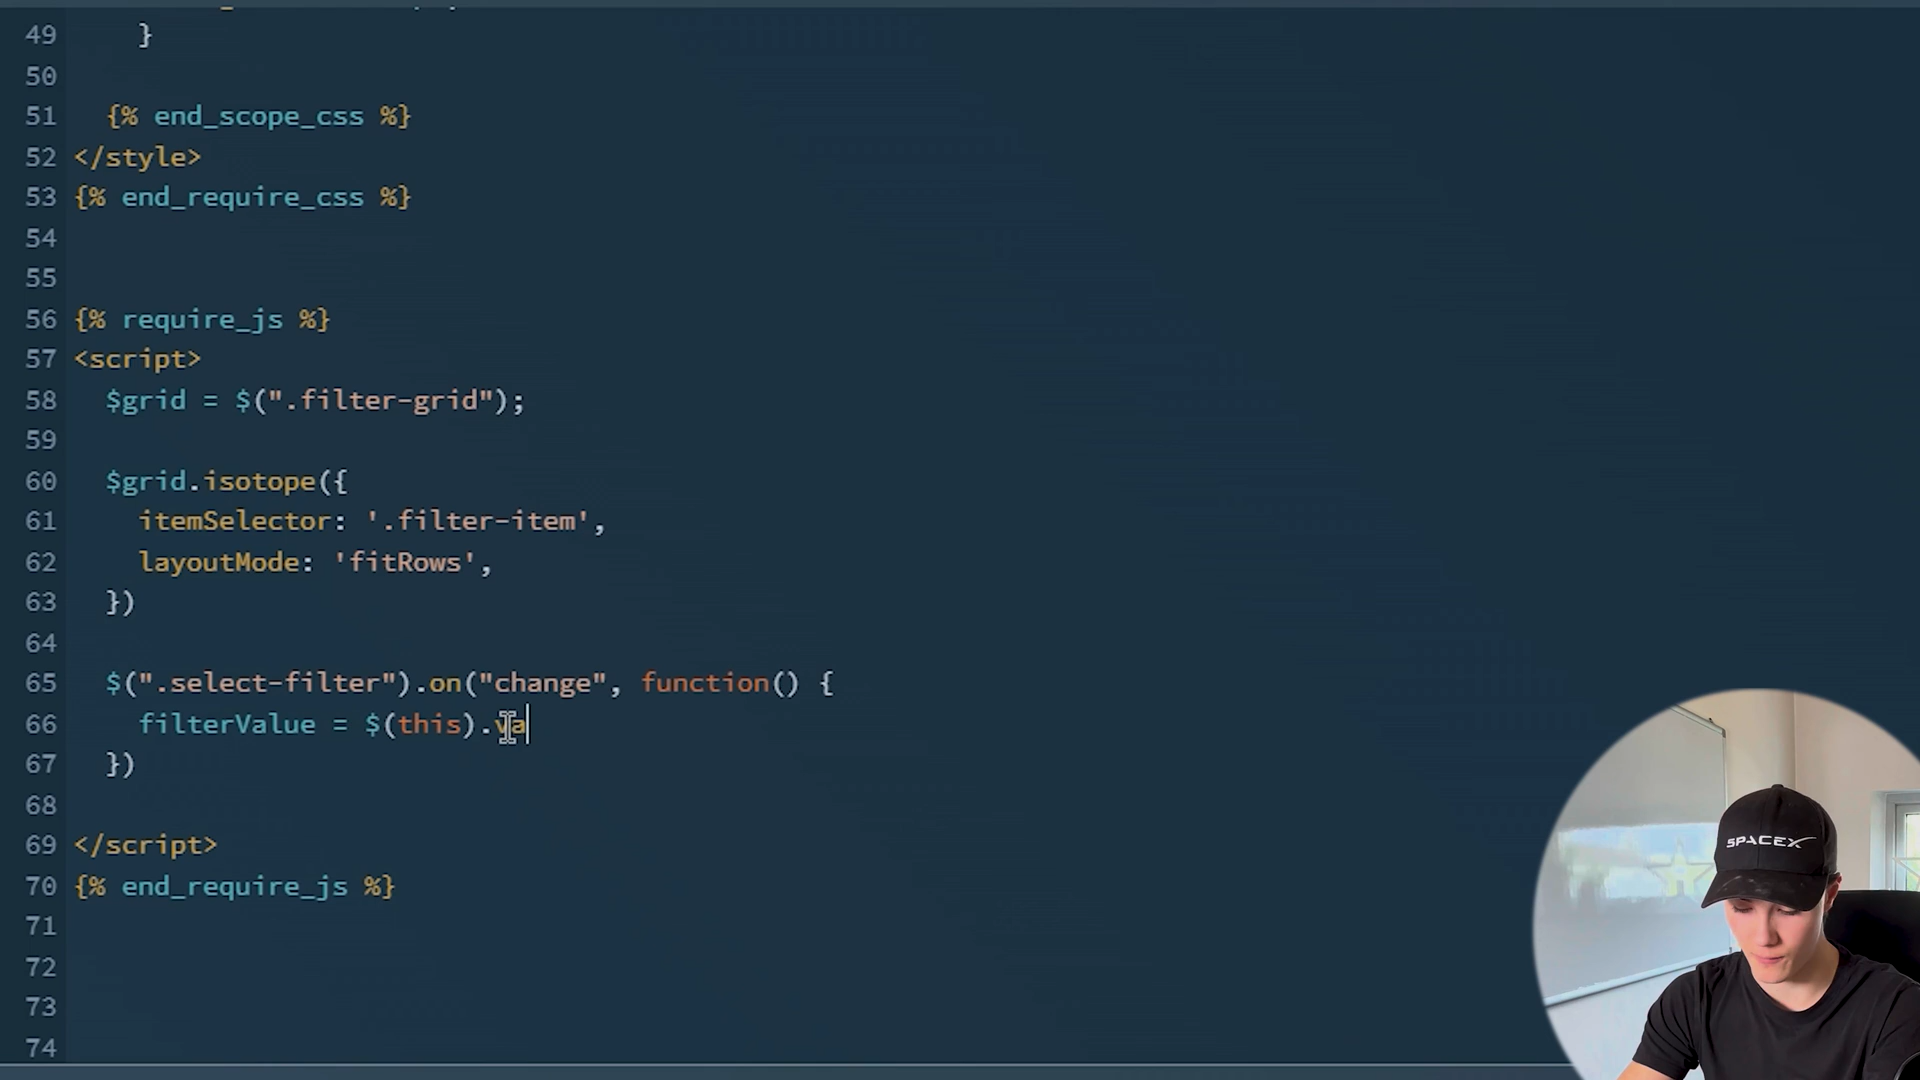 49 }
50
51 {% end_scope_css %}
52 </style>
53 {% end_require_css %}
54
55
56 {% require_js %}
57 <script>
58 $grid = $(".filter-grid");
59
60 $grid.isotope({
61 itemSelector: '.filter-item',
62 layoutMode: 'fitRows',
63 })
64
65 $(".select-filter").on("change", function() {
66 filterValue = $(this).va
67 })
68
69 </script>
70 {% end_require_js %}
71
72
73
74
SPACEX